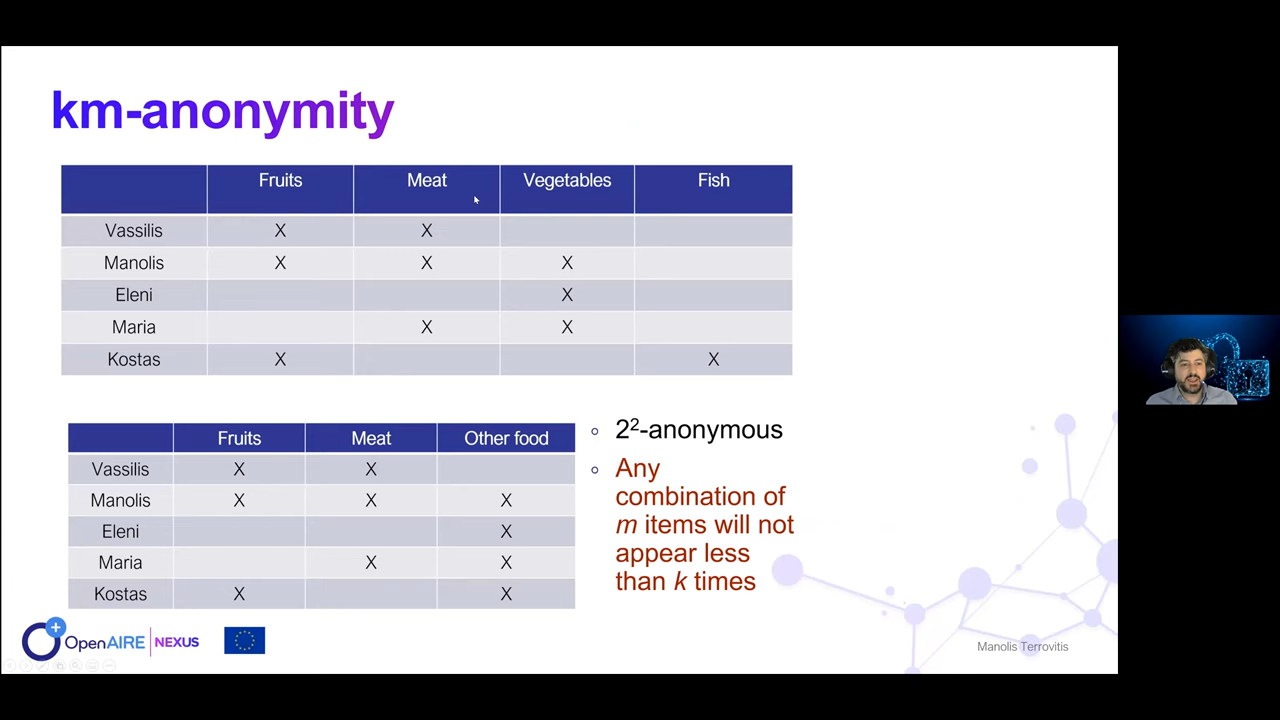 km-anonymity
Fruits Meat Vegetables Fish
Vassilis X X
Manolis X X X
Eleni X
Maria X X
Kostas X X
Fruits Meat Other food
Vassilis X X
Manolis X X X
Eleni X
Maria X X
Kostas X X
2²-anonymous
Any
combination of
m items will not
appear less
than k times
OpenAIRE NEXUS
Manolis Terrovitis